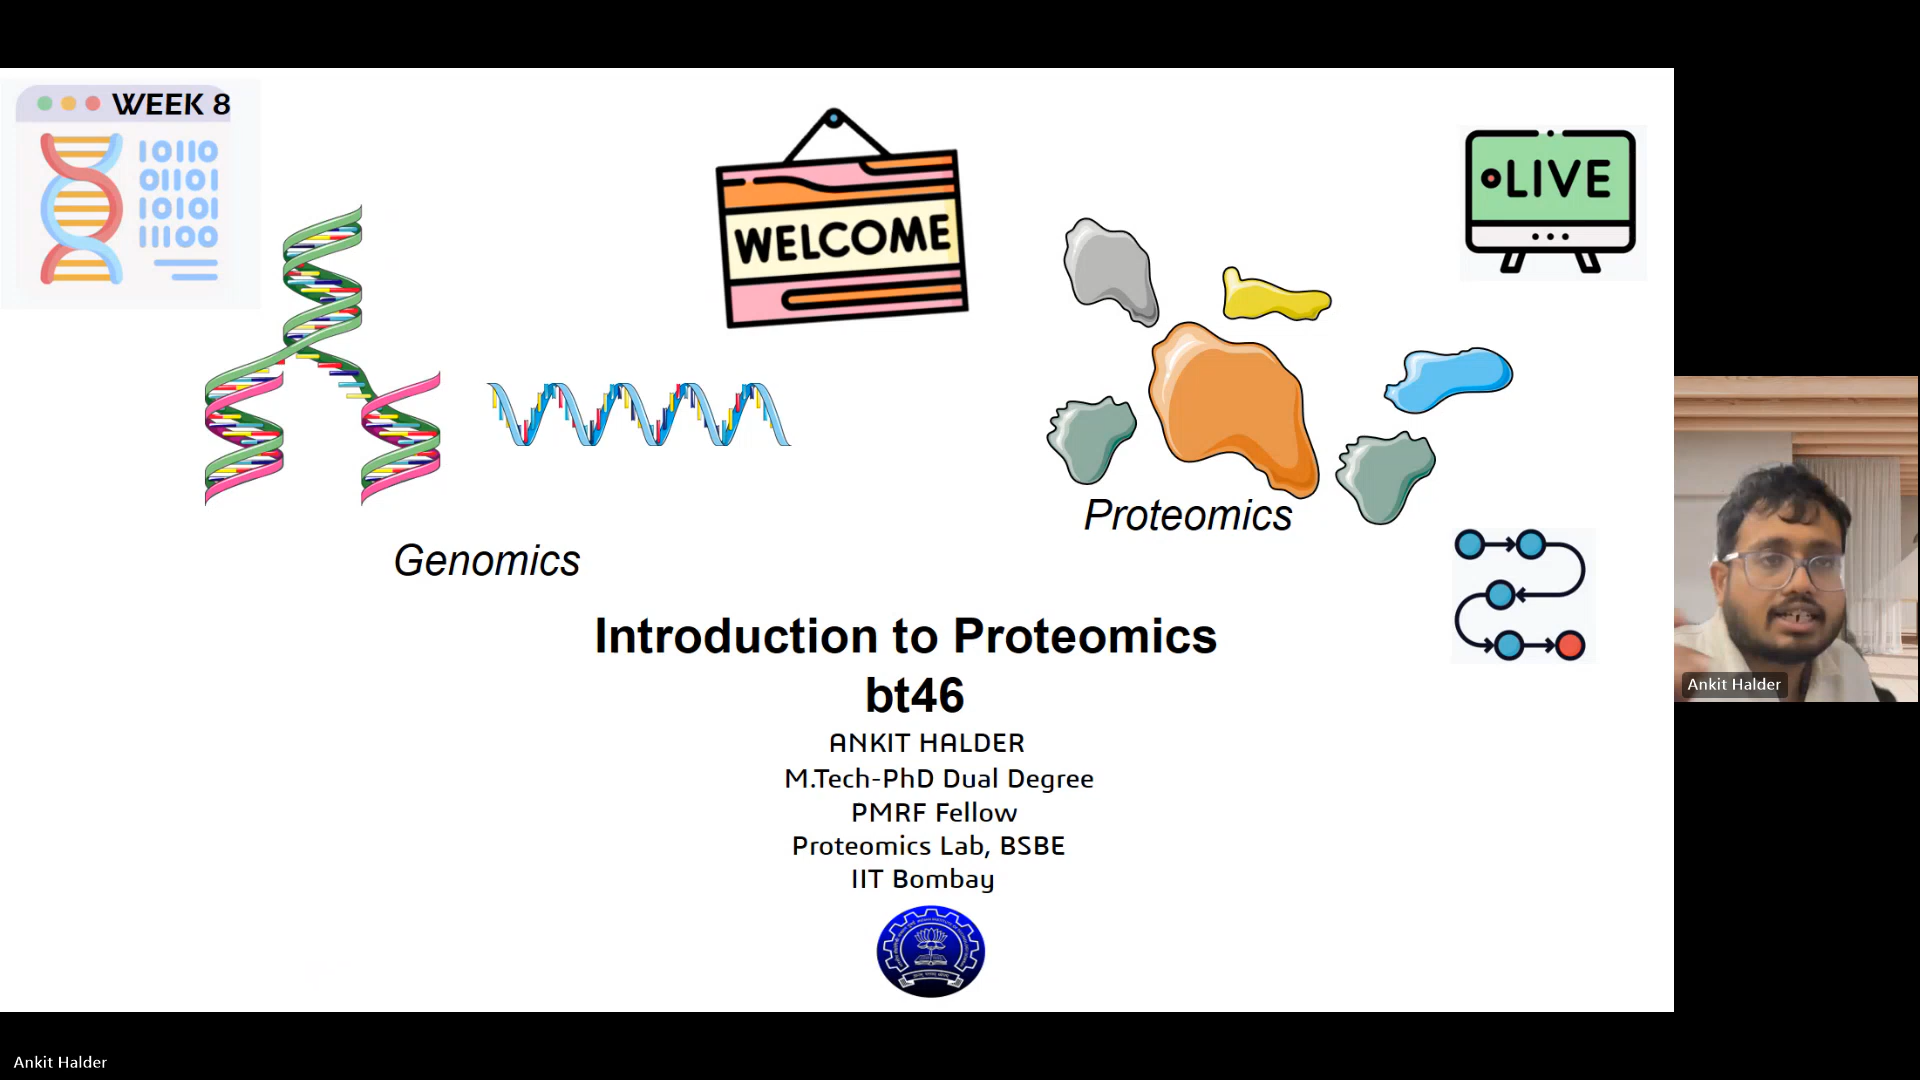 WEEK 8
10110
01101
10101
11100
WELCOME
LIVE
Genomics
Proteomics
Introduction to Proteomics
bt46
ANKIT HALDER
M.Tech-PhD Dual Degree
PMRF Fellow
Proteomics Lab, BSBE
IIT Bombay
Ankit Halder
Ankit Halder